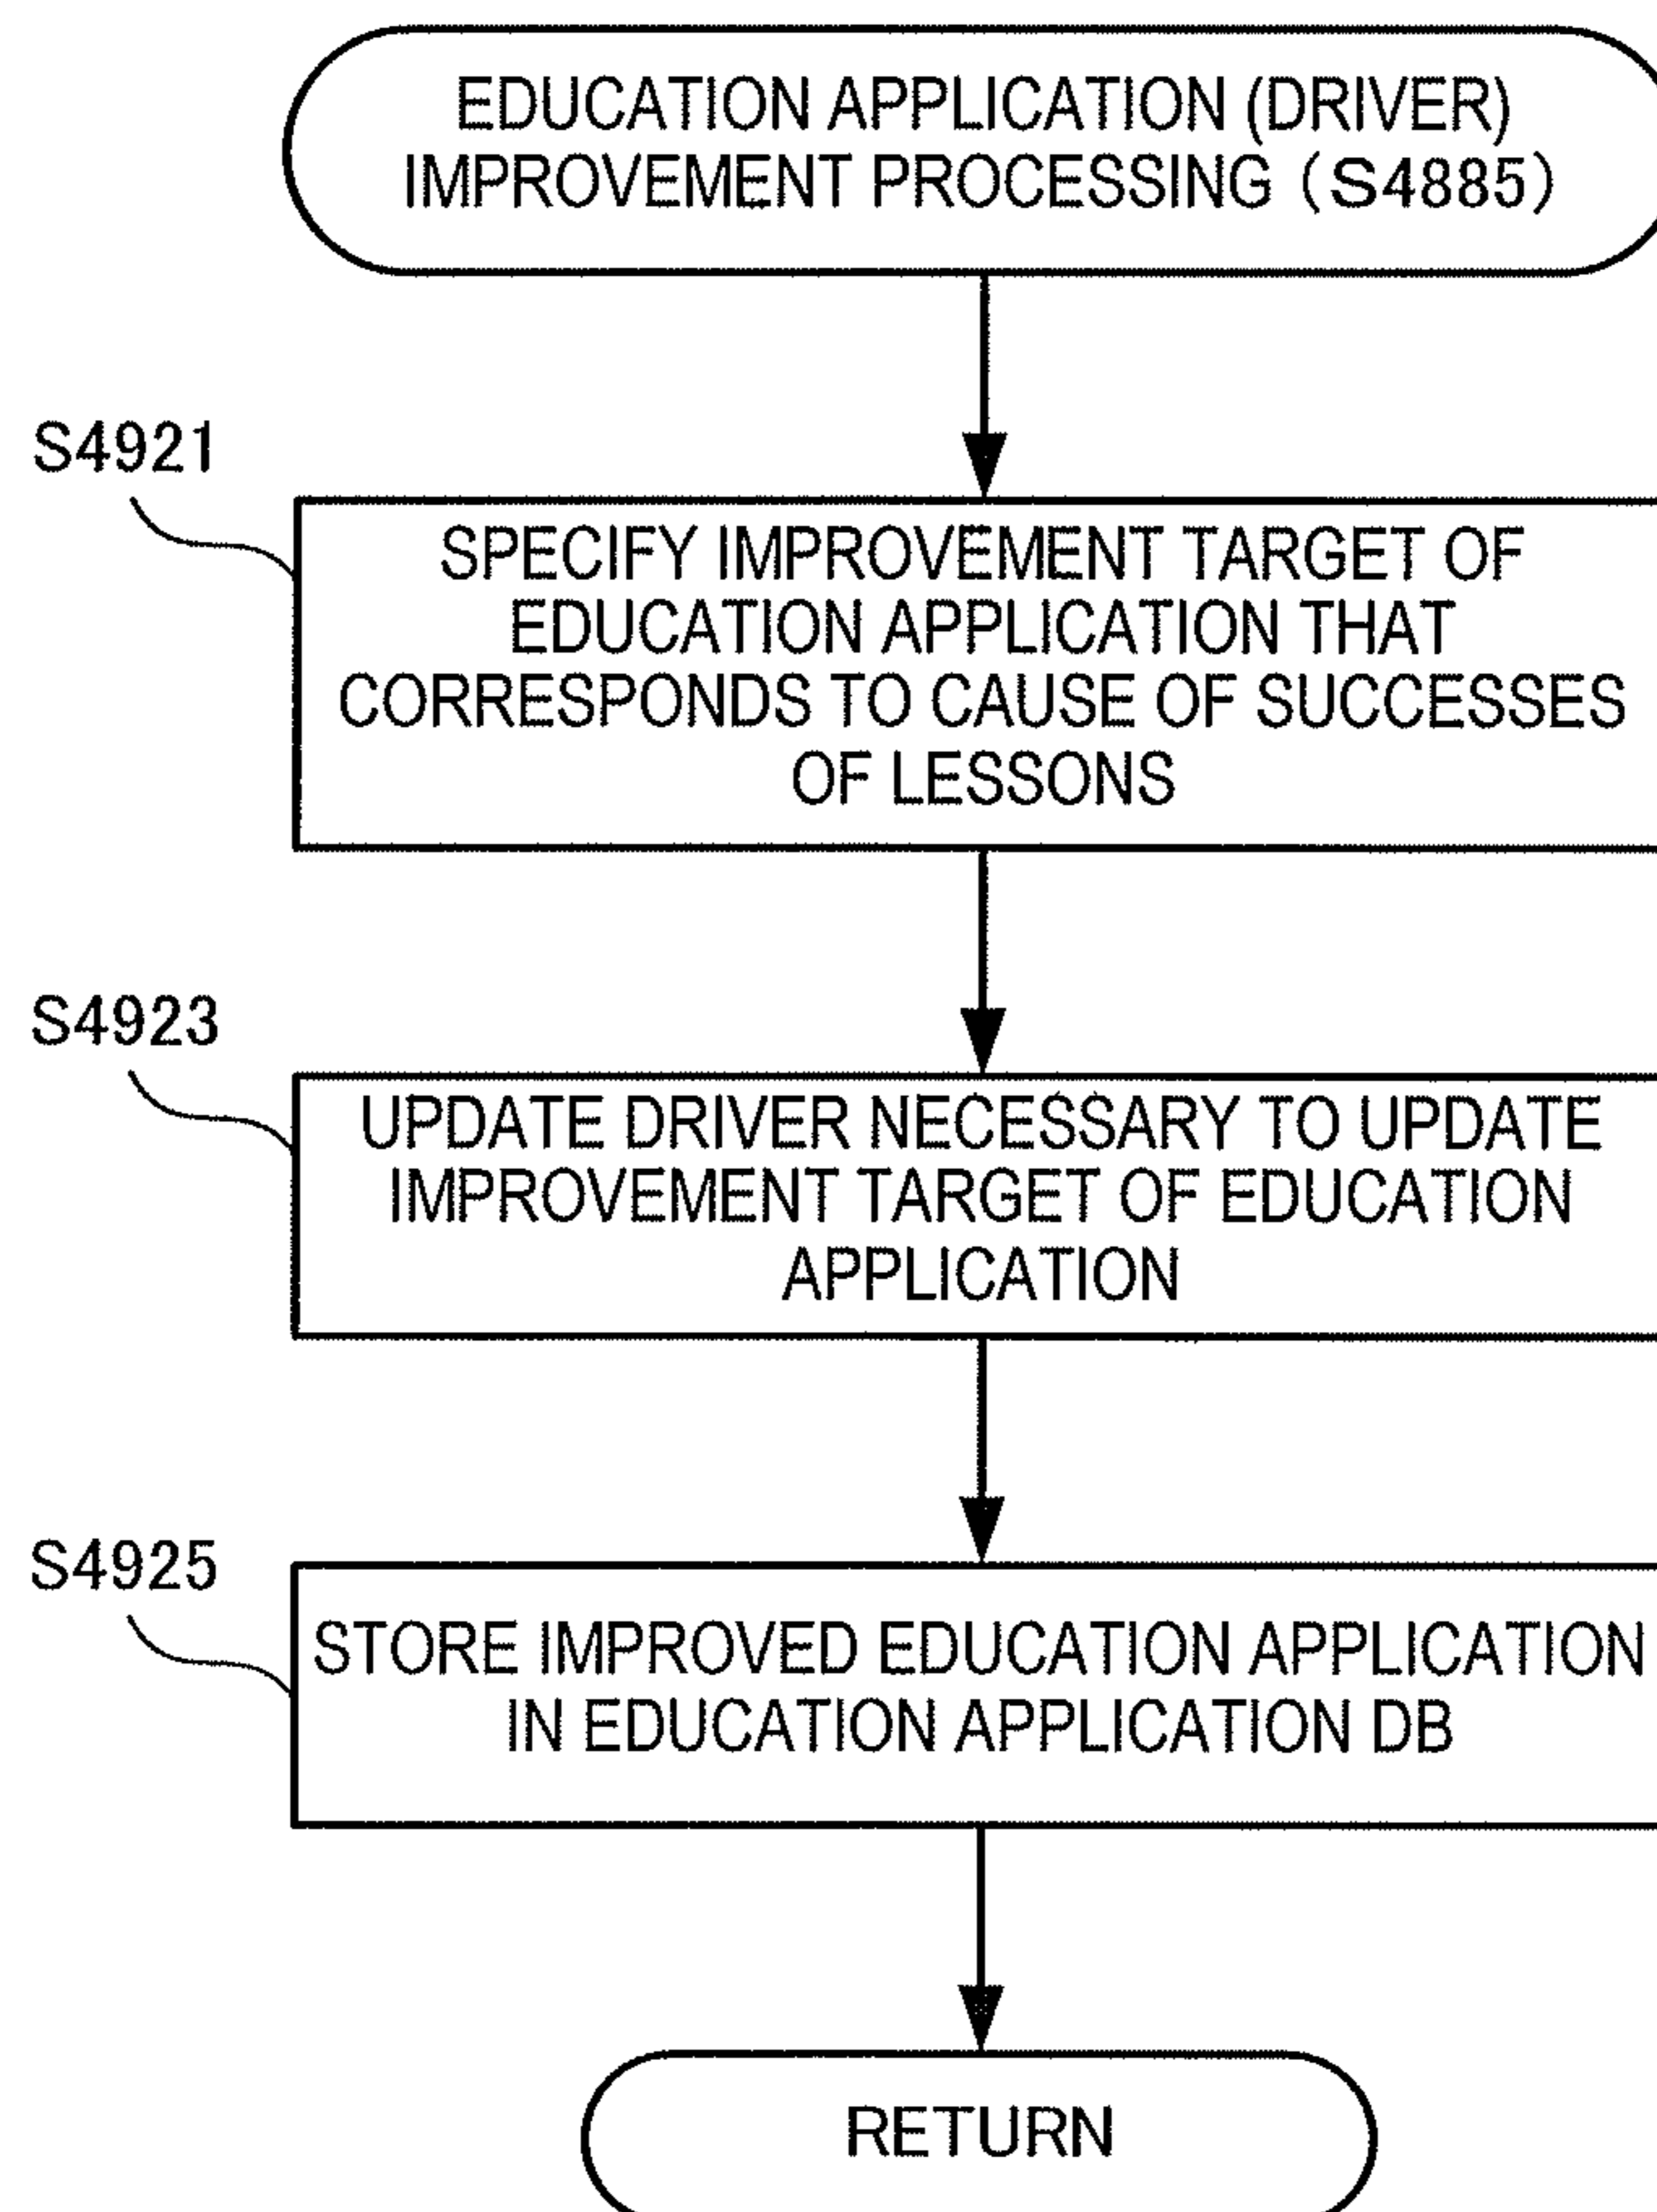 EDUCATION APPLICATION (DRIVER)
IMPROVEMENT PROCESSING (S4885)
S4921
SPECIFY IMPROVEMENT TARGET OF
EDUCATION APPLICATION THAT
CORRESPONDS TO CAUSE OF SUCCESSES
OF LESSONS
S4923
UPDATE DRIVER NECESSARY TO UPDATE
IMPROVEMENT TARGET OF EDUCATION
APPLICATION
S4925
STORE IMPROVED EDUCATION APPLICATION
IN EDUCATION APPLICATION DB
RETURN